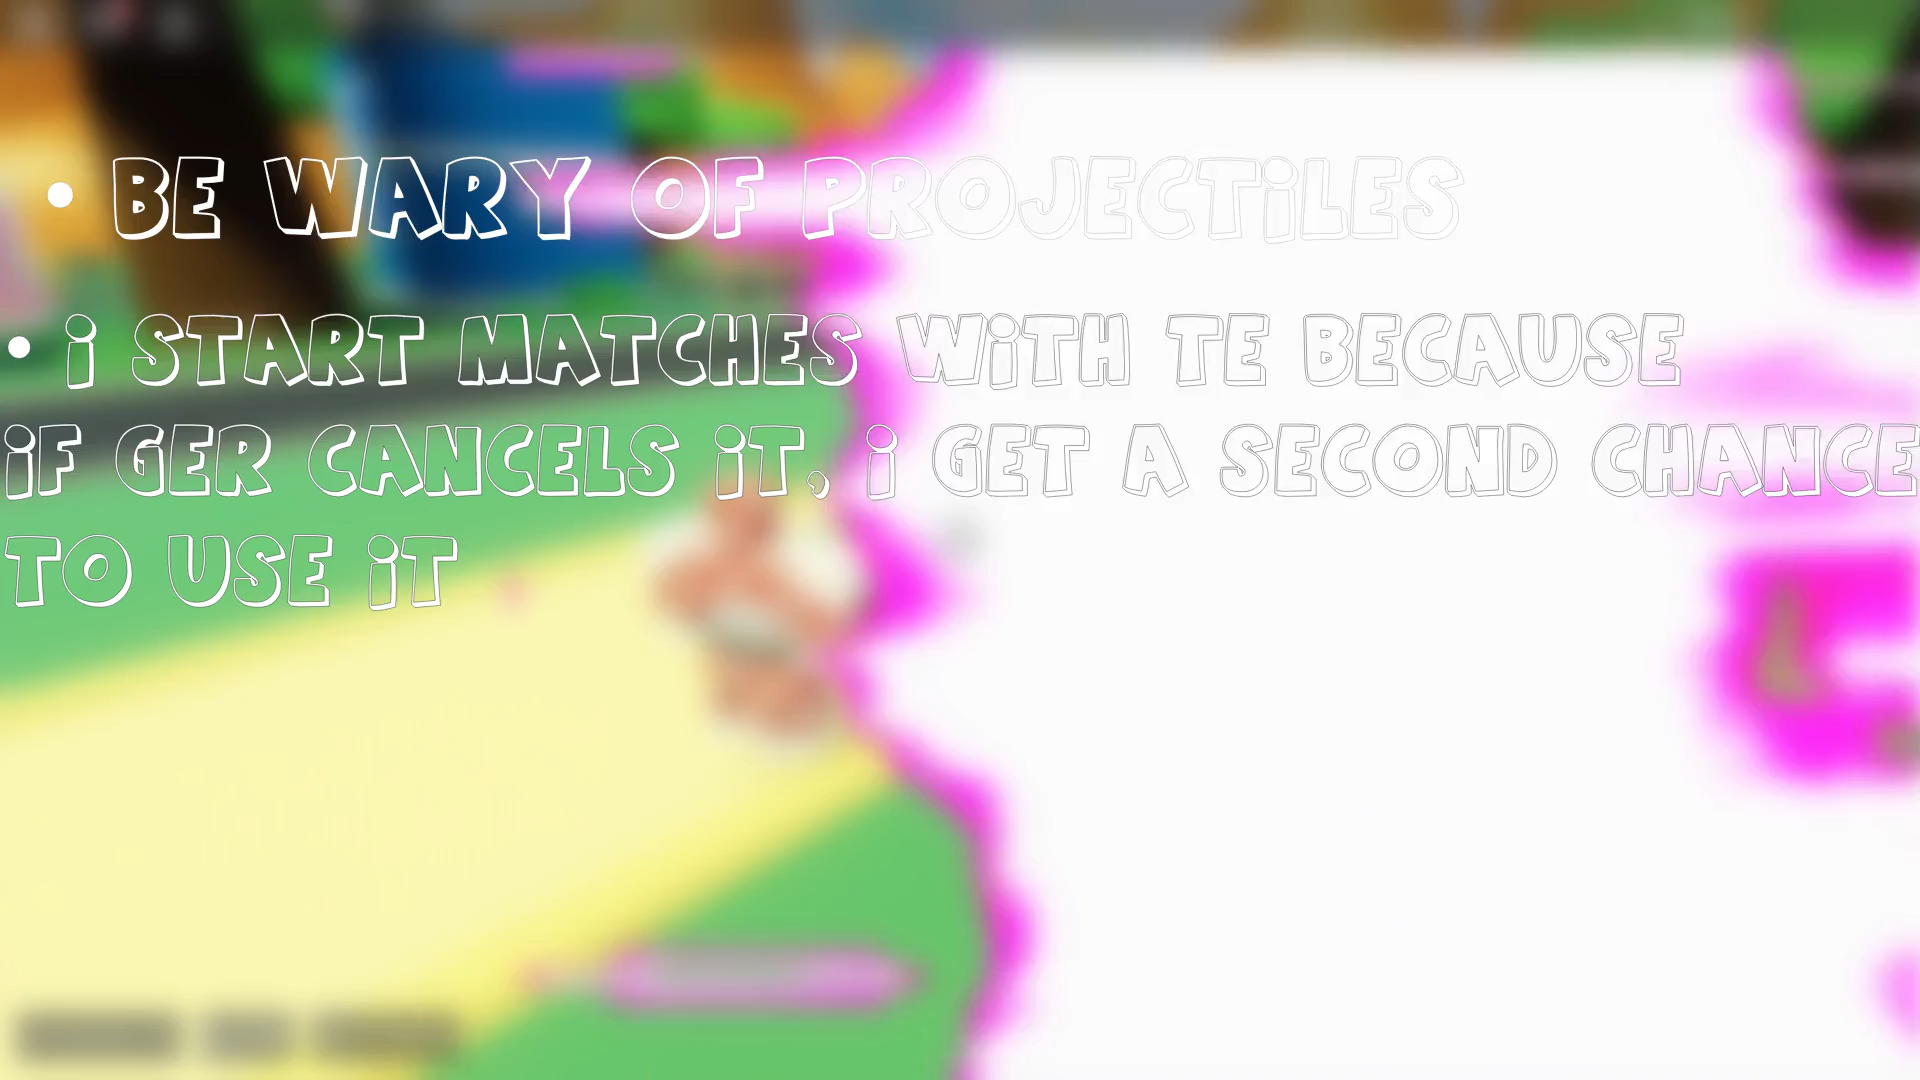 • BE WARY OF PROJECTILES
• i START MATCHES WiTH TE BECAUSE
iF GER CANCELS iT, i GET A SECOND CHANCE
TO USE iT